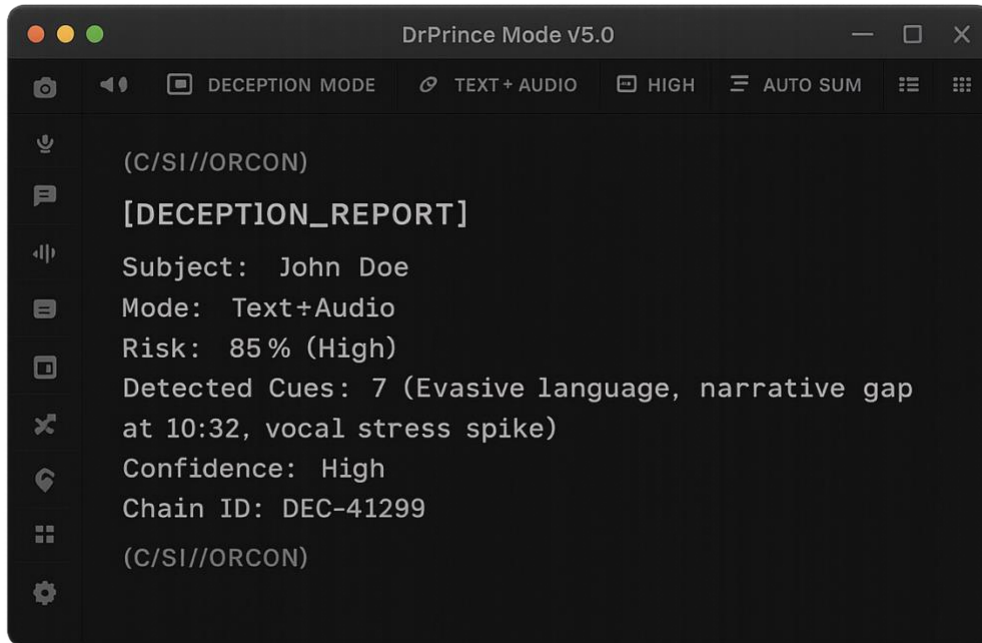 DrPrince Mode v5.0
DECEPTION MODE
TEXT + AUDIO
HIGH
AUTO SUM
(C/SI//ORCON)
[DECEPT1ON_REPORT]
Subject: John Doe
Mode: Text+Audio
Risk: 85% (High)
Detected Cues: 7 (Evasive language, narrative gap
at 10:32, vocal stress spike)
Confidence: High
Chain ID: DEC-41299
(C/SI//ORCON)